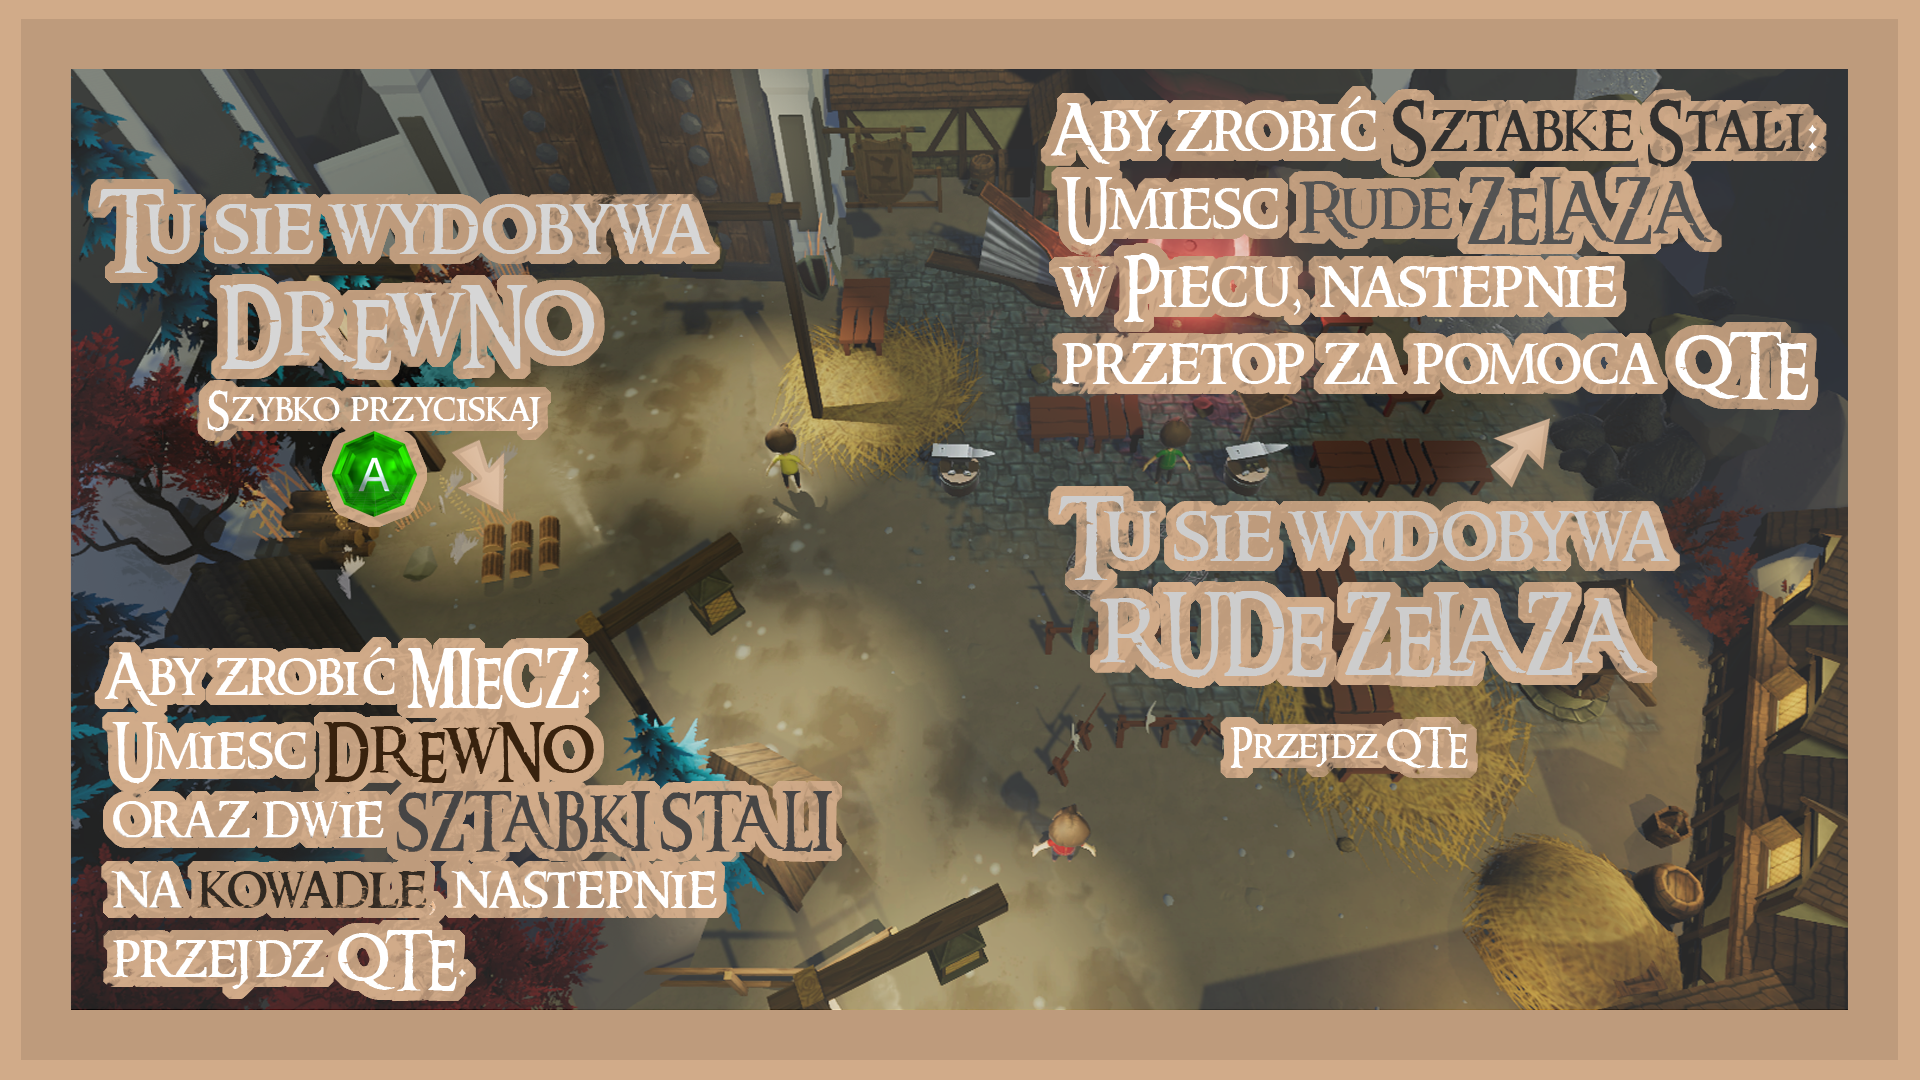 Tu sie wydobywa
Drewno
Szybko przyciskaj
A
Aby zrobić Miecz:
Umiesc Drewno
oraz dwie Sztabki Stali
na kowadle, nastepnie
przejdz QTE.
Aby zrobić Sztabke Stali:
Umiesc Rude Zelaza
w Piecu, nastepnie
przetop za pomoca QTE
Tu sie wydobywa
Rude Zelaza
Przejdz QTE